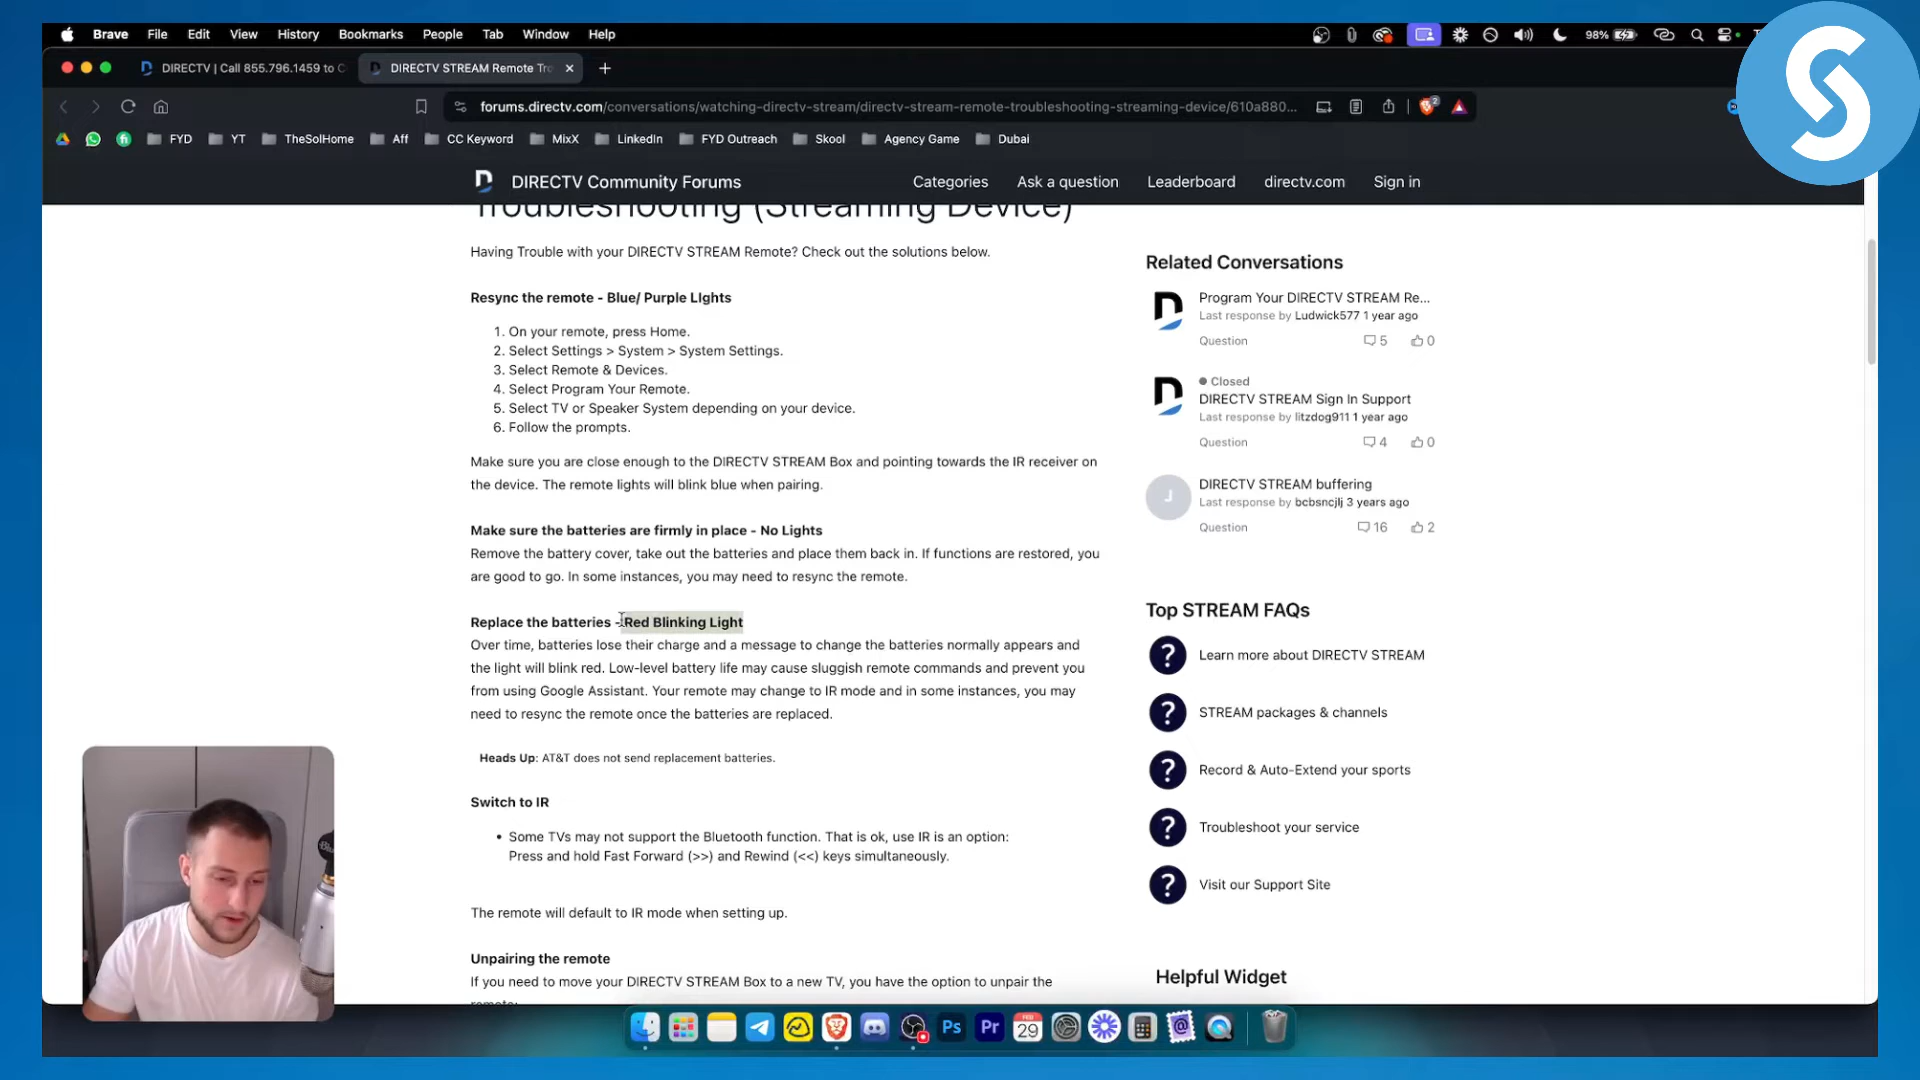 Brave File Edit View History Bookmarks People Tab Window Help 98%
DIRECTV | Call 855.796.1459 to C
DIRECTV STREAM Remote Tro
forums.directv.com/conversations/watching-directv-stream/directv-stream-remote-troubleshooting-streaming-device/610a880...
2
FYD YT TheSolHome Aff CC Keyword MixX LinkedIn FYD Outreach Skool Agency Game Dubai
DIRECTV Community Forums Categories Ask a question Leaderboard directv.com Sign in
Troubleshooting (Streaming Device)
Having Trouble with your DIRECTV STREAM Remote? Check out the solutions below.
Resync the remote - Blue/ Purple LIghts
1. On your remote, press Home.
2. Select Settings > System > System Settings.
3. Select Remote & Devices.
4. Select Program Your Remote.
5. Select TV or Speaker System depending on your device.
6. Follow the prompts.
Make sure you are close enough to the DIRECTV STREAM Box and pointing towards the IR receiver on
the device. The remote lights will blink blue when pairing.
Make sure the batteries are firmly in place - No Lights
Remove the battery cover, take out the batteries and place them back in. If functions are restored, you
are good to go. In some instances, you may need to resync the remote.
Replace the batteries - Red Blinking Light
Over time, batteries lose their charge and a message to change the batteries normally appears and
the light will blink red. Low-level battery life may cause sluggish remote commands and prevent you
from using Google Assistant. Your remote may change to IR mode and in some instances, you may
need to resync the remote once the batteries are replaced.
Heads Up: AT&T does not send replacement batteries.
Switch to IR
• Some TVs may not support the Bluetooth function. That is ok, use IR is an option:
Press and hold Fast Forward (>>) and Rewind (<<) keys simultaneously.
The remote will default to IR mode when setting up.
Unpairing the remote
If you need to move your DIRECTV STREAM Box to a new TV, you have the option to unpair the
remote:
Related Conversations
Program Your DIRECTV STREAM Re...
Last response by Ludwick577 1 year ago
Question 5 0
Closed
DIRECTV STREAM Sign In Support
Last response by litzdog911 1 year ago
Question 4 0
J
DIRECTV STREAM buffering
Last response by bcbsncjlj 3 years ago
Question 16 2
Top STREAM FAQs
? Learn more about DIRECTV STREAM
? STREAM packages & channels
? Record & Auto-Extend your sports
? Troubleshoot your service
? Visit our Support Site
Helpful Widget
Ps Pr FEB 29 @
S